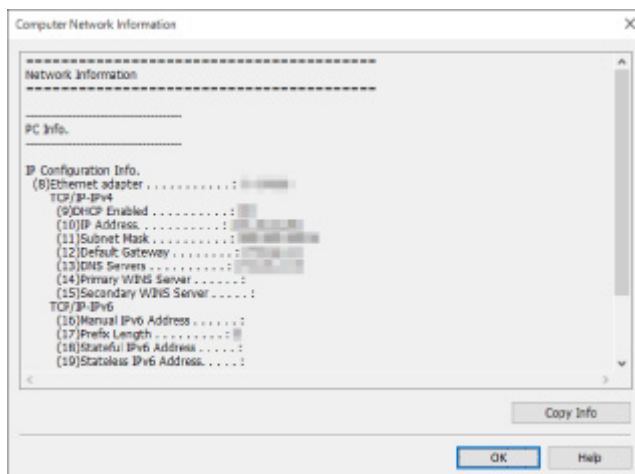 Computer Network Information
==========================================
Network Information
==========================================
--------------------------------
PC Info.
--------------------------------
IP Configuration Info.
(8)Ethernet adapter . . . . . . . . . . . :
TCP/IP-IPv4
(9)DHCP Enabled . . . . . . . . . . :
(10)IP Address. . . . . . . . . . . . :
(11)Subnet Mask . . . . . . . . . . :
(12)Default Gateway . . . . . . . . :
(13)DNS Servers . . . . . . . . . . :
(14)Primary WINS Server . . . . . . :
(15)Secondary WINS Server . . . . . :
TCP/IP-IPv6
(16)Manual IPv6 Address . . . . . . :
(17)Prefix Length . . . . . . . . . :
(18)Stateful IPv6 Address . . . . . :
(19)Stateless IPv6 Address. . . . . :
Copy Info
OK Help